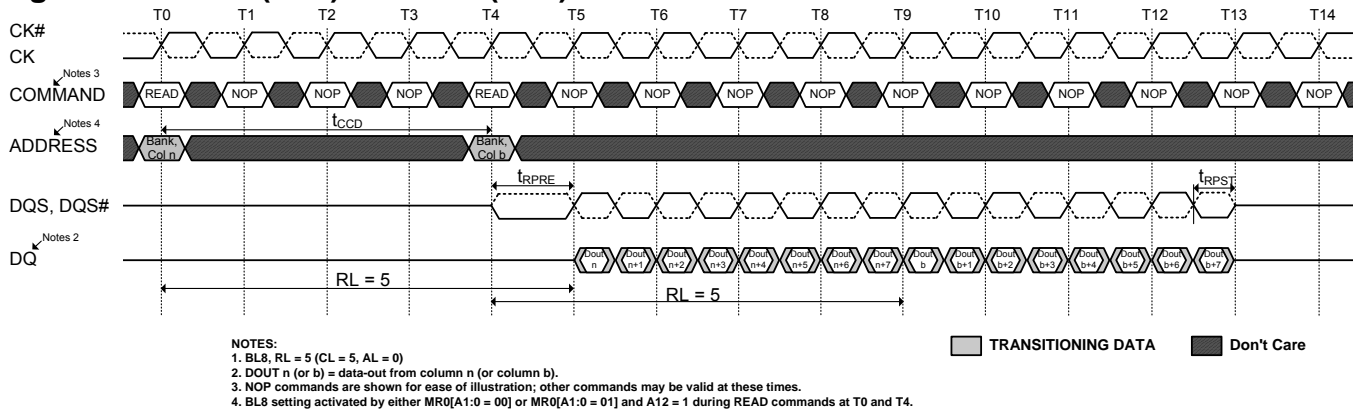 T0 T1 T2 T3 T4 T5 T6 T7 T8 T9 T10 T11 T12 T13 T14
CK#
CK
Notes 3
COMMAND READ NOP NOP NOP READ NOP NOP NOP NOP NOP NOP NOP NOP NOP NOP
tCCD
Notes 4
ADDRESS Bank, Col n Bank, Col b
tRPRE tRPST
DQS, DQS#
Notes 2
DQ Dout n Dout n+1 Dout n+2 Dout n+3 Dout n+4 Dout n+5 Dout n+6 Dout n+7 Dout b Dout b+1 Dout b+2 Dout b+3 Dout b+4 Dout b+5 Dout b+6 Dout b+7
RL = 5 RL = 5
NOTES:
1. BL8, RL = 5 (CL = 5, AL = 0)
2. DOUT n (or b) = data-out from column n (or column b).
3. NOP commands are shown for ease of illustration; other commands may be valid at these times.
4. BL8 setting activated by either MR0[A1:0 = 00] or MR0[A1:0 = 01] and A12 = 1 during READ commands at T0 and T4.
TRANSITIONING DATA Don't Care